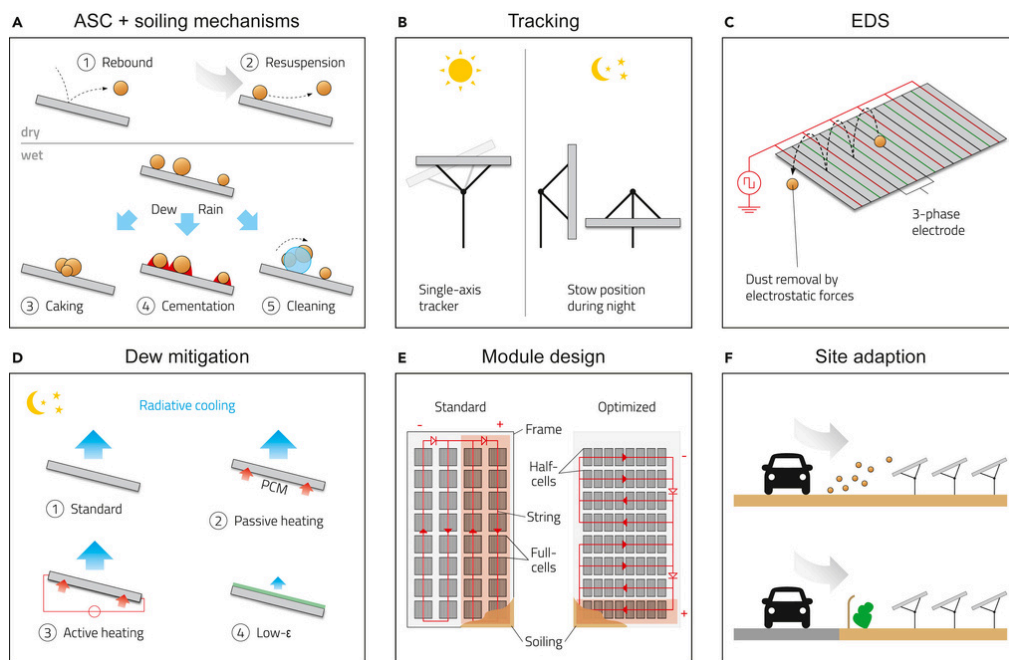 A ASC + soiling mechanisms
1 Rebound
2 Resuspension
dry
wet
Dew Rain
3 Caking
4 Cementation
5 Cleaning
B Tracking
Single-axis
tracker
Stow position
during night
C EDS
3-phase
electrode
Dust removal by
electrostatic forces
D Dew mitigation
Radiative cooling
1 Standard
PCM
2 Passive heating
3 Active heating
4 Low-ε
E Module design
Standard
Optimized
- +
Frame
Half-
cells
String
Full-
cells
Soiling
-
+
F Site adaption